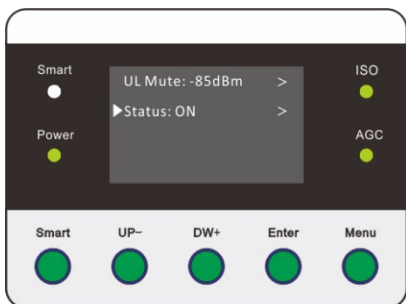 Smart
ISO
UL Mute: -85dBm >
▶Status: ON >
Power
AGC
Smart UP− DW+ Enter Menu